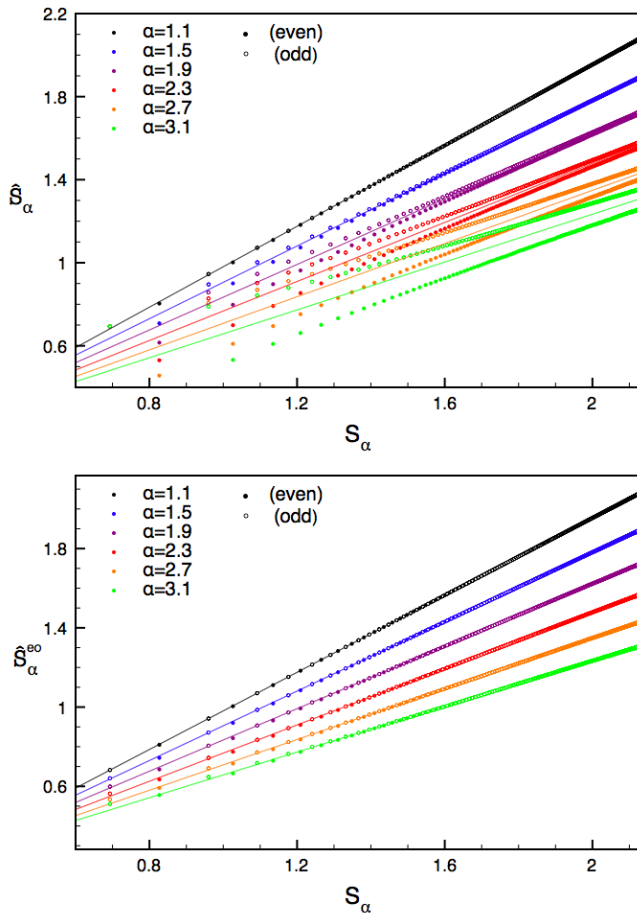 2.2
1.8
1.4
1
0.6
α=1.1
α=1.5
α=1.9
α=2.3
α=2.7
α=3.1
(even)
(odd)
Ŝα
0.8 1.2 1.6 2
Sα
1.8
1.4
1
0.6
α=1.1
α=1.5
α=1.9
α=2.3
α=2.7
α=3.1
(even)
(odd)
Ŝα^eo
0.8 1.2 1.6 2
Sα